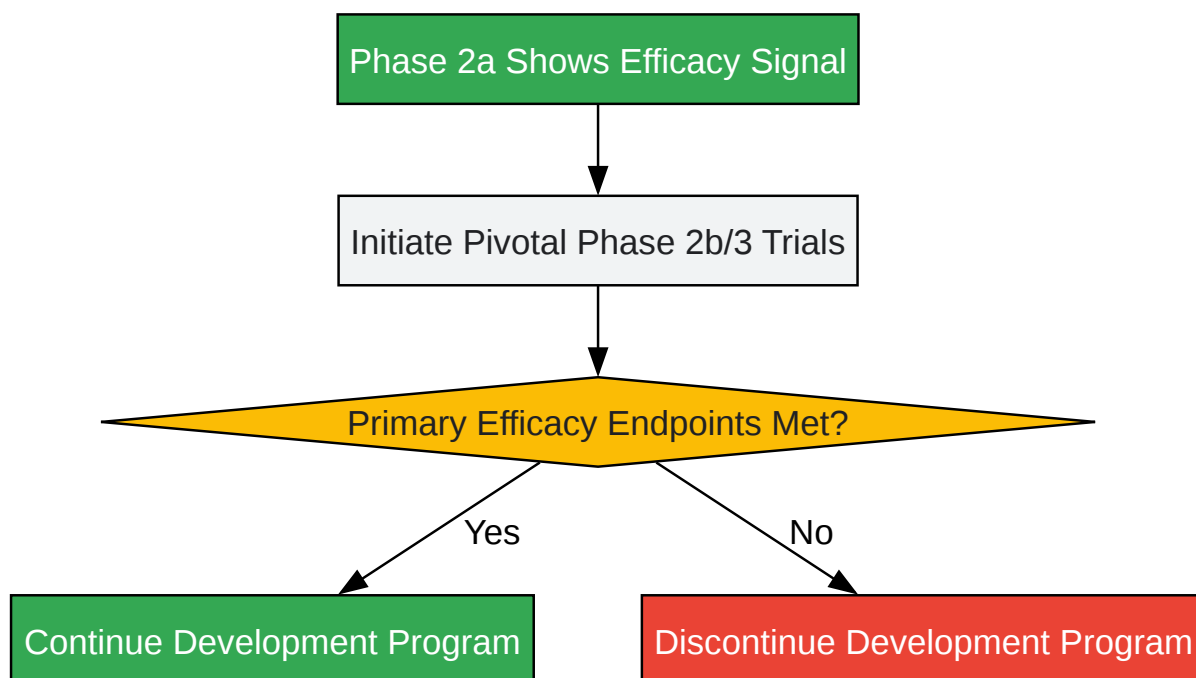 Phase 2a Shows Efficacy Signal
Initiate Pivotal Phase 2b/3 Trials
Primary Efficacy Endpoints Met?
Yes
No
Continue Development Program
Discontinue Development Program